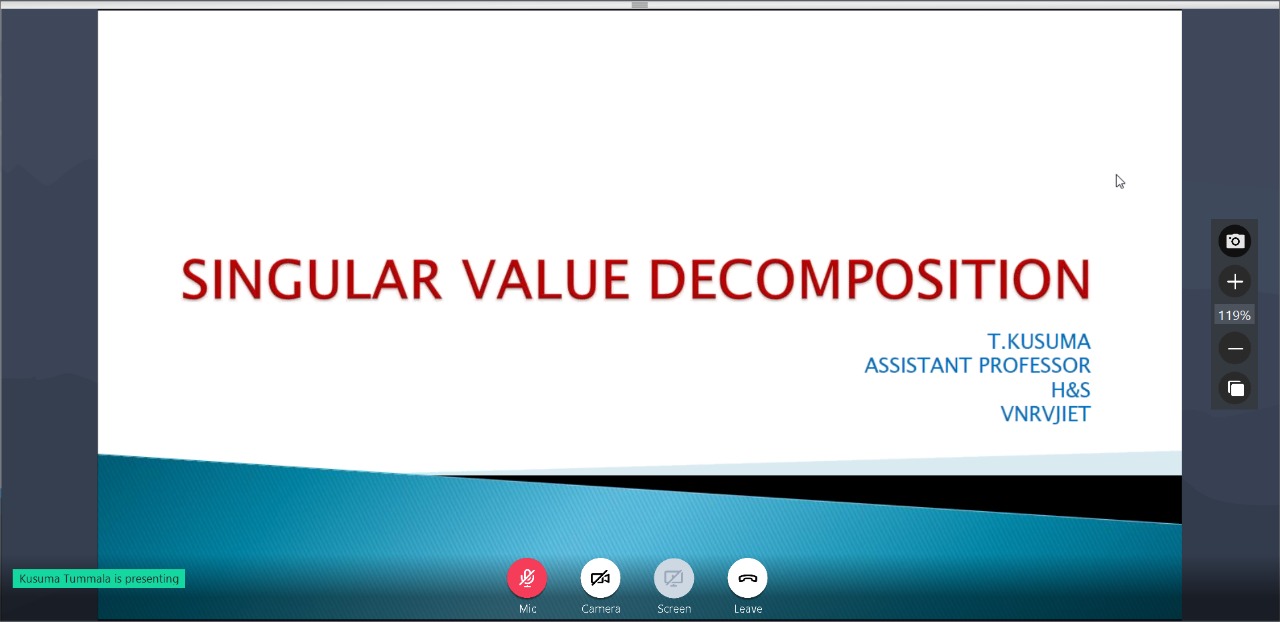 SINGULAR VALUE DECOMPOSITION
T.KUSUMA
ASSISTANT PROFESSOR
H&S
VNRVJIET
119%
Kusuma Tummala is presenting
Mic
Camera
Screen
Leave